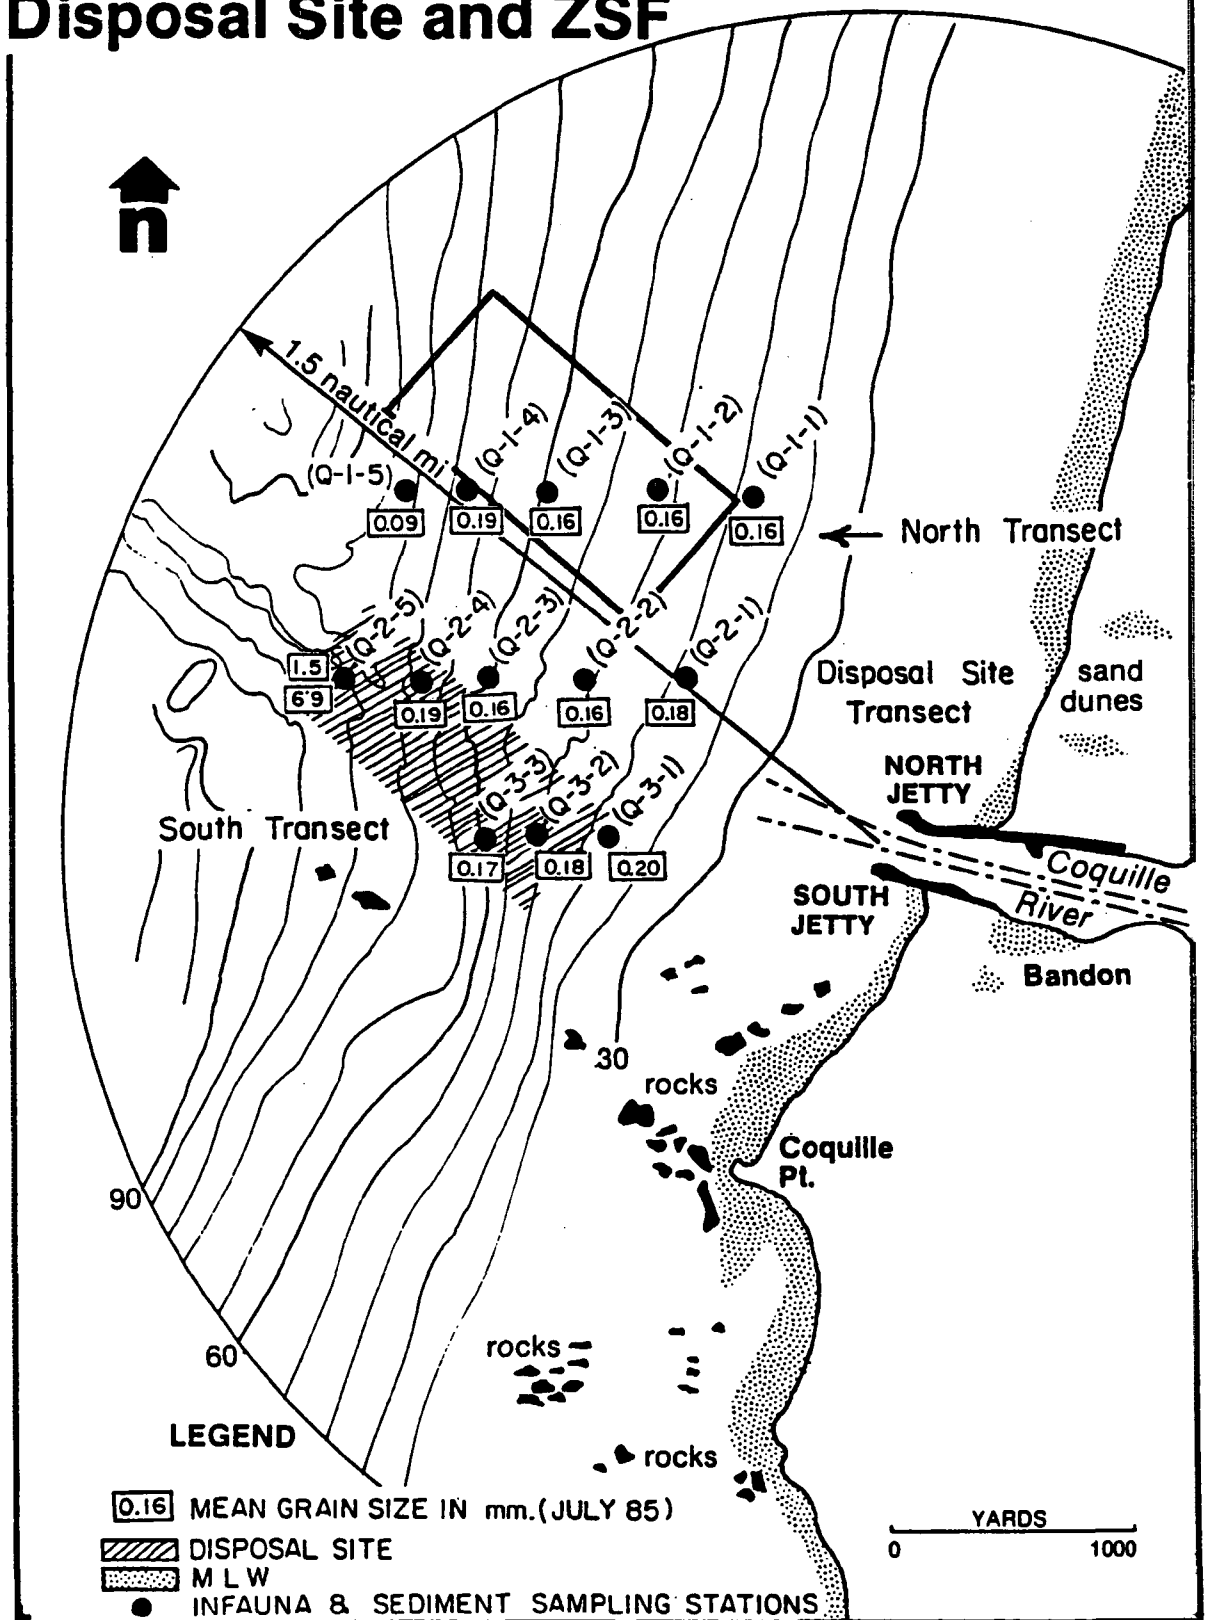 Disposal Site and ZSF
n
1.5 nautical mi
(Q-1-5)
(Q-1-4)
(Q-1-3)
(Q-1-2)
(Q-1-1)
0.09
0.19
0.16
0.16
0.16
North Transect
(Q-2-5)
(Q-2-4)
(Q-2-3)
(Q-2-2)
(Q-2-1)
1.5
6.9
0.19
0.16
0.16
0.18
Disposal Site
Transect
sand
dunes
NORTH
JETTY
South Transect
(Q-3-3)
(Q-3-2)
(Q-3-1)
0.17
0.18
0.20
Coquille
River
SOUTH
JETTY
Bandon
30
rocks
Coquille
Pt.
90
60
rocks
rocks
LEGEND
0.16 MEAN GRAIN SIZE IN mm.(JULY 85)
DISPOSAL SITE
MLW
INFAUNA & SEDIMENT SAMPLING STATIONS
YARDS
0 1000